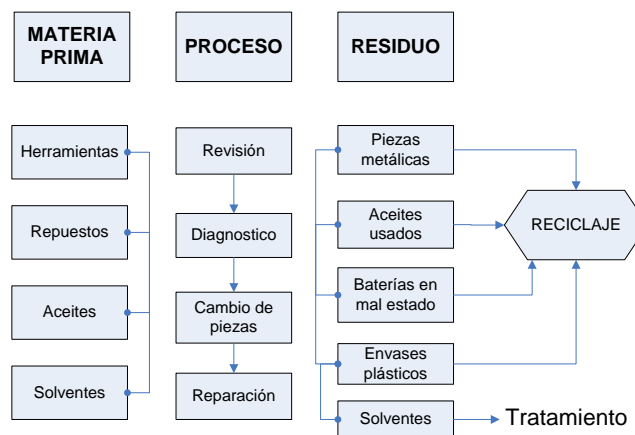 MATERIA
PRIMA
PROCESO
RESIDUO
Herramientas
Repuestos
Aceites
Solventes
Revisión
Diagnostico
Cambio de
piezas
Reparación
Piezas
metálicas
Aceites
usados
Baterías en
mal estado
Envases
plásticos
Solventes
RECICLAJE
Tratamiento